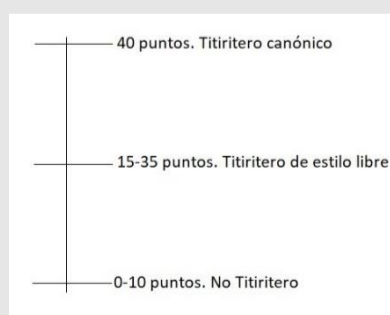 40 puntos. Titiritero canónico
15-35 puntos. Titiritero de estilo libre
0-10 puntos. No Titiritero